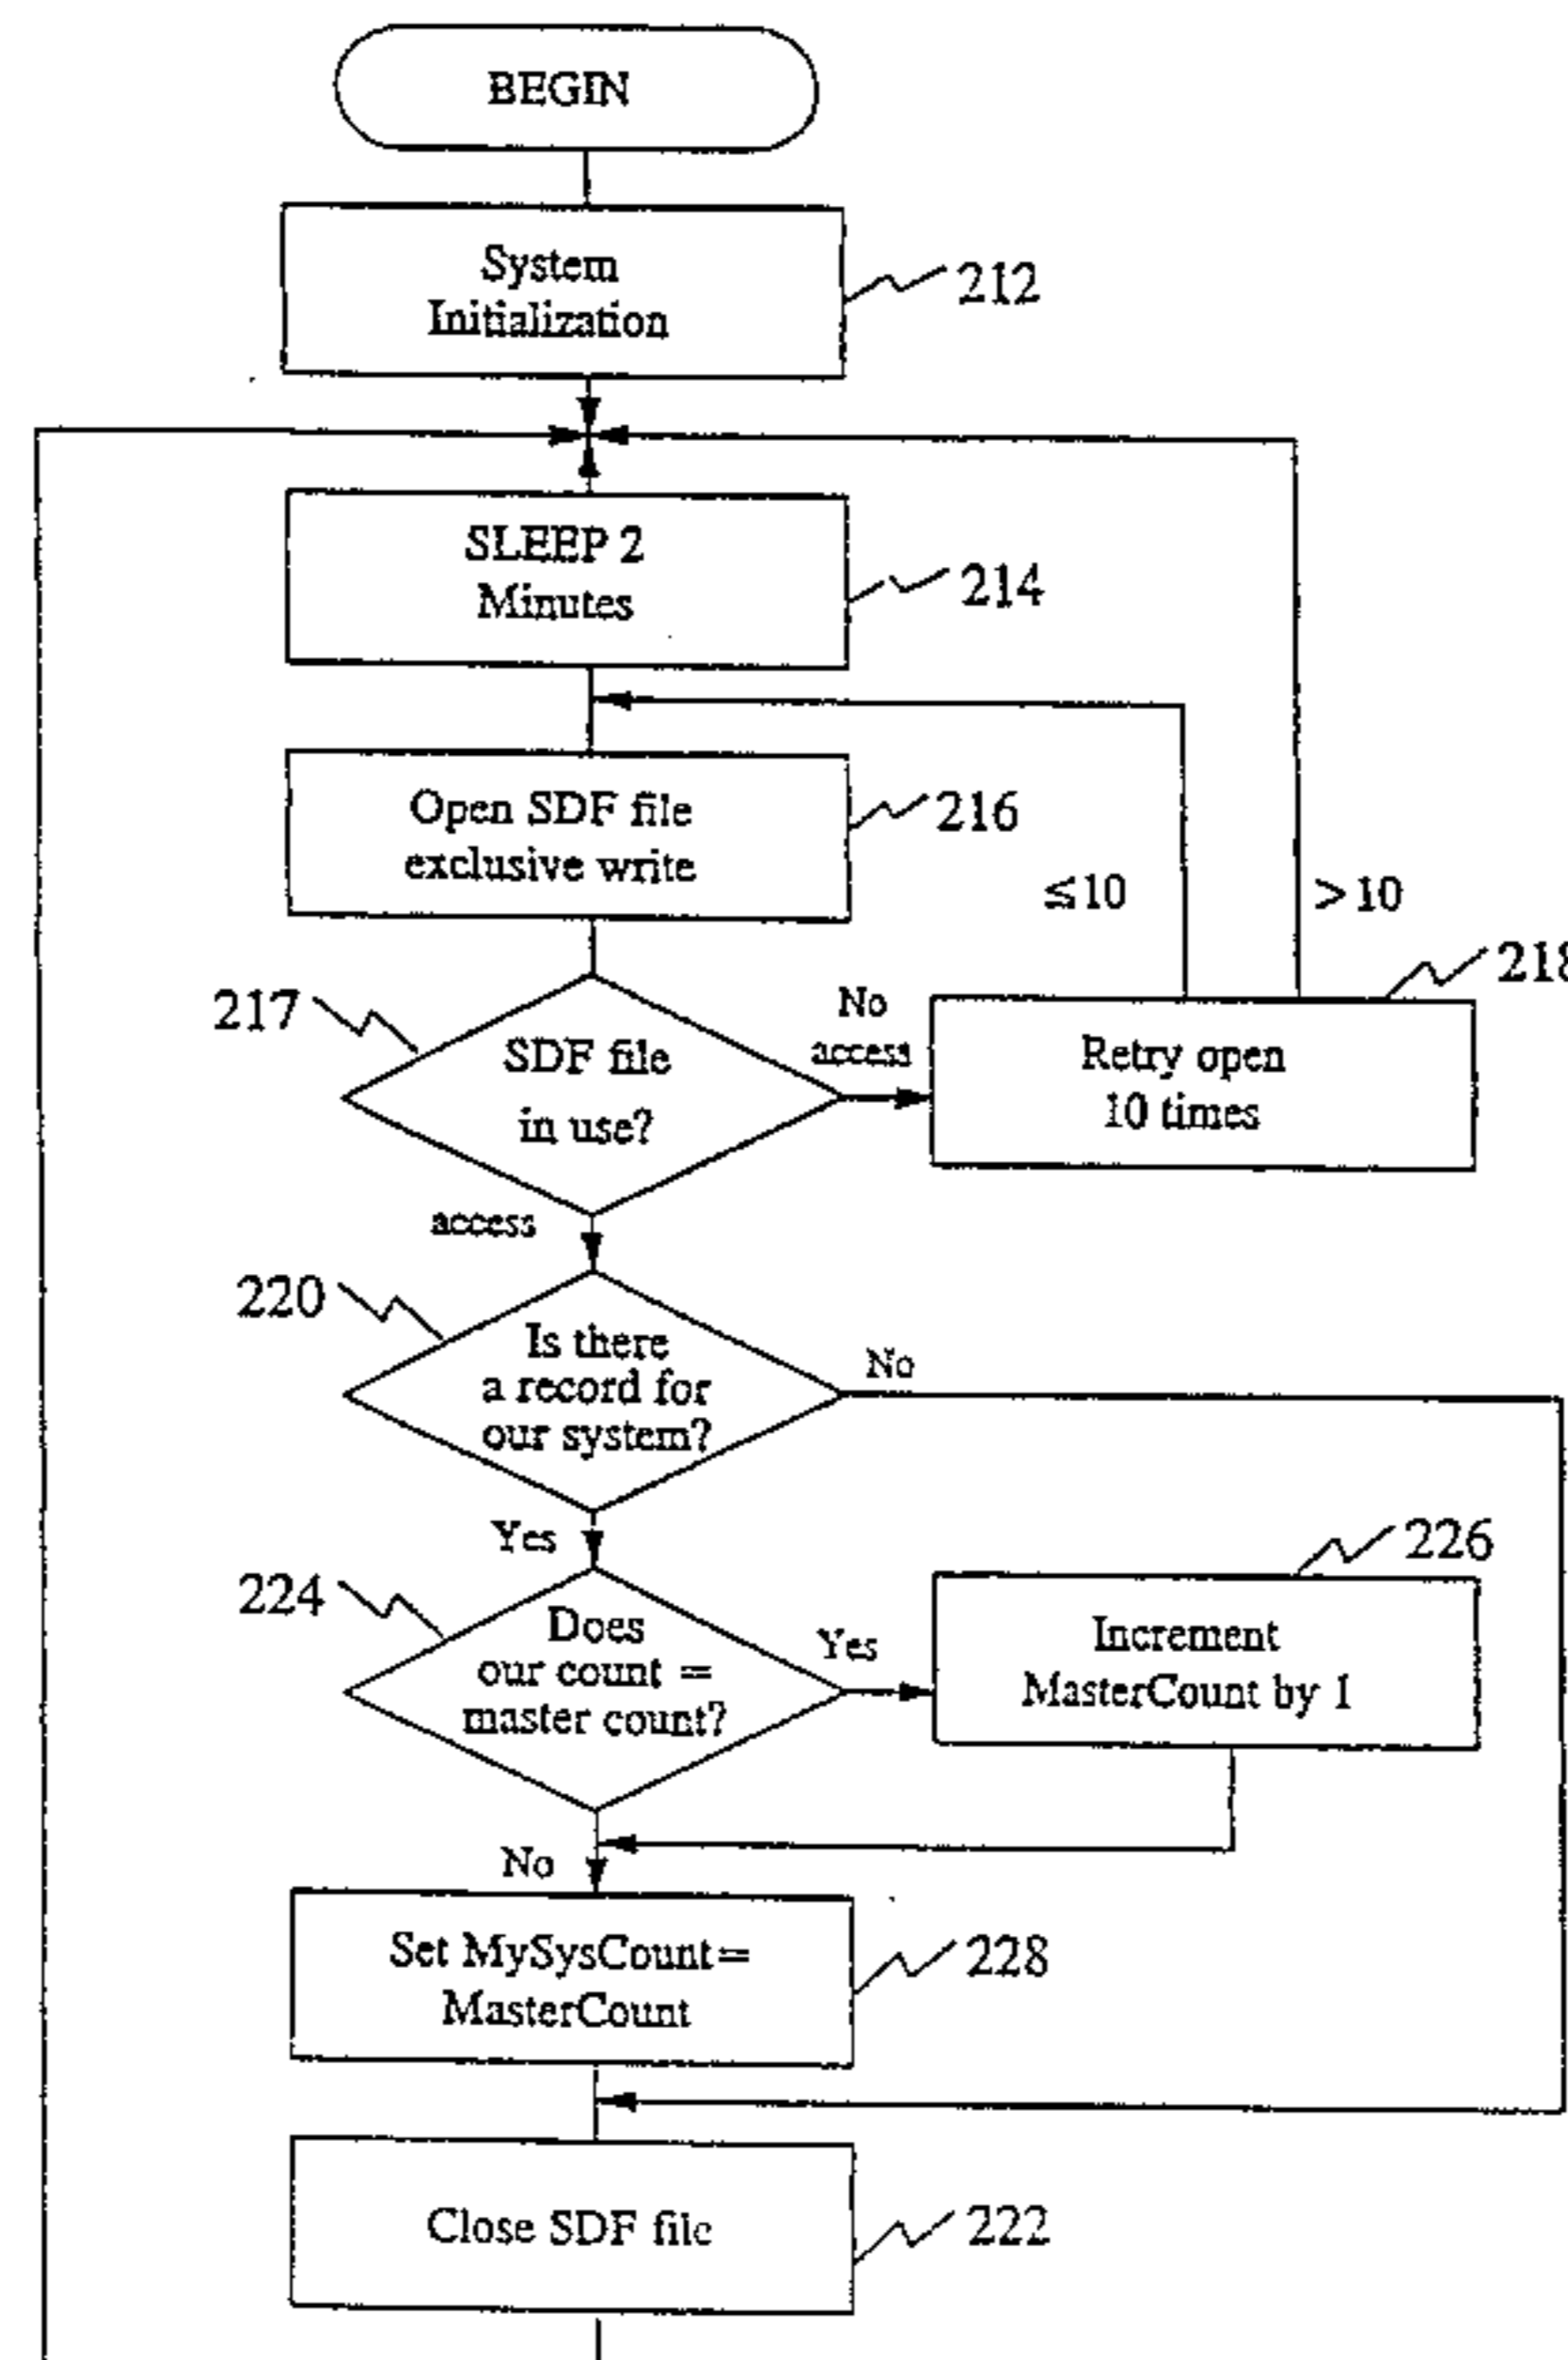 BEGIN
System
Initialization
212
SLEEP 2
Minutes
214
Open SDF file
exclusive write
216
≤10
>10
218
217
SDF file
in use?
No
access
Retry open
10 times
access
220
Is there
a record for
our system?
No
Yes
226
224
Does
our count =
master count?
Yes
Increment
MasterCount by 1
No
Set MySysCount=
MasterCount
228
Close SDF file
222